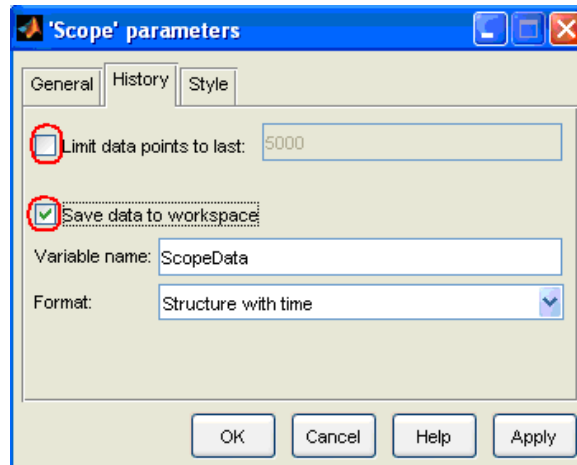 'Scope' parameters
General History Style
Limit data points to last: 5000
Save data to workspace
Variable name: ScopeData
Format: Structure with time
OK Cancel Help Apply